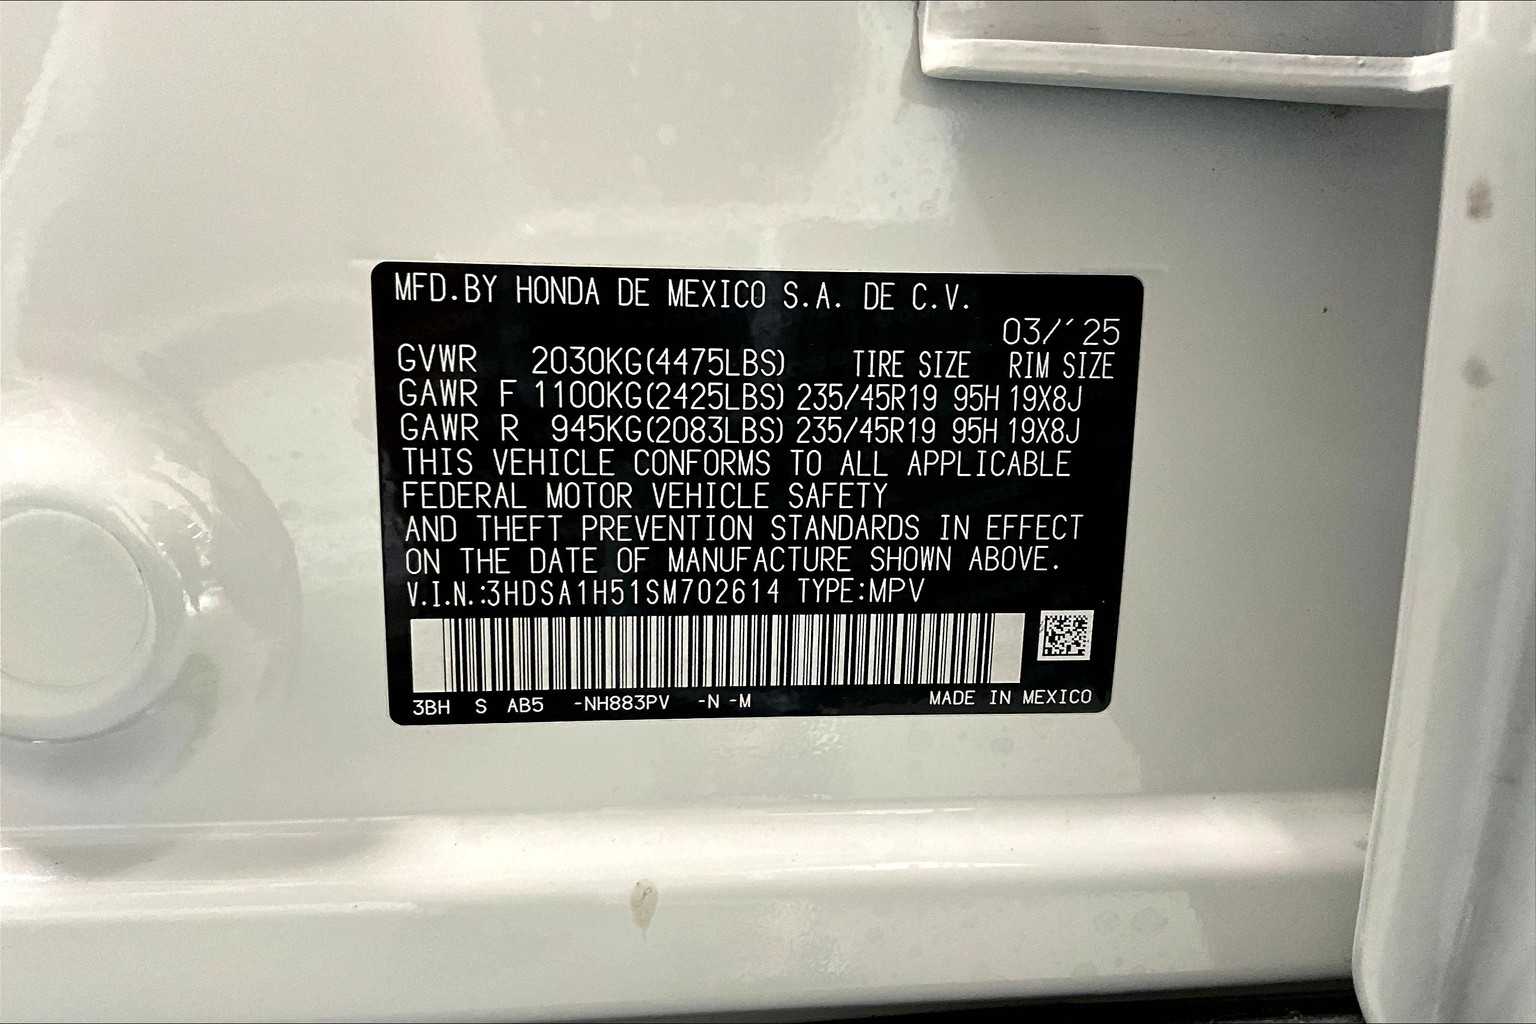 MFD.BY HONDA DE MEXICO S.A. DE C.V.
03/´25
GVWR 2030KG(4475LBS) TIRE SIZE RIM SIZE
GAWR F 1100KG(2425LBS) 235/45R19 95H 19X8J
GAWR R 945KG(2083LBS) 235/45R19 95H 19X8J
THIS VEHICLE CONFORMS TO ALL APPLICABLE
FEDERAL MOTOR VEHICLE SAFETY
AND THEFT PREVENTION STANDARDS IN EFFECT
ON THE DATE OF MANUFACTURE SHOWN ABOVE.
V.I.N.:3HDSA1H51SM702614 TYPE:MPV
3BH S AB5 -NH883PV -N -M MADE IN MEXICO